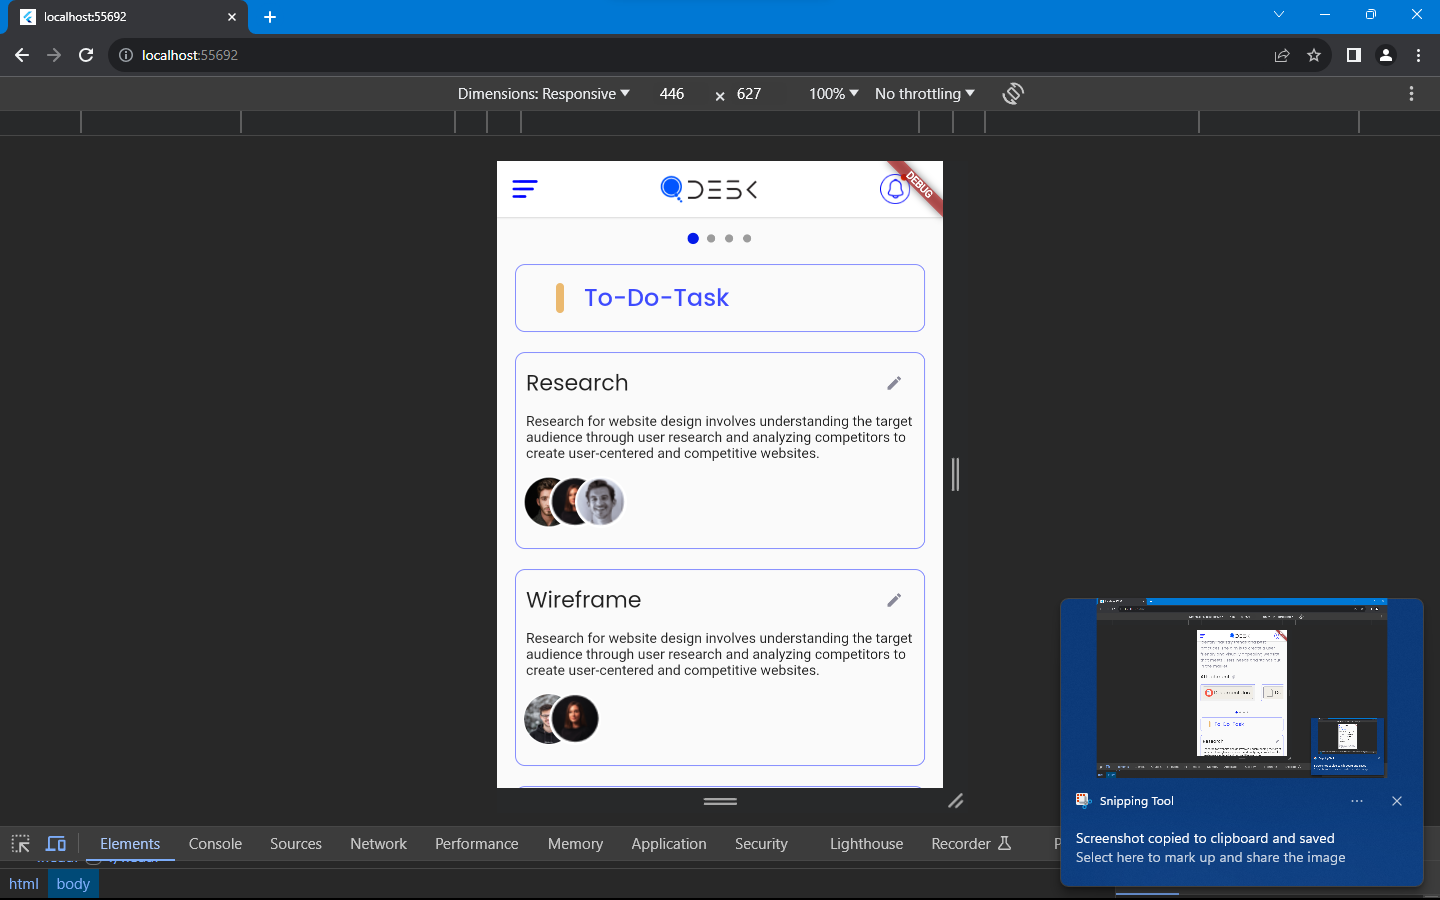 localhost:55692
localhost:55692
Dimensions: Responsive 446 × 627 100% No throttling
DESK
DEBUG
To-Do-Task
Research
Research for website design involves understanding the target
audience through user research and analyzing competitors to
create user-centered and competitive websites.
Wireframe
Research for website design involves understanding the target
audience through user research and analyzing competitors to
create user-centered and competitive websites.
To-Do-Task
Research
Snipping Tool
Screenshot copied to clipboard and saved
Select here to mark up and share the image
Elements Console Sources Network Performance Memory Application Security Lighthouse Recorder
html body